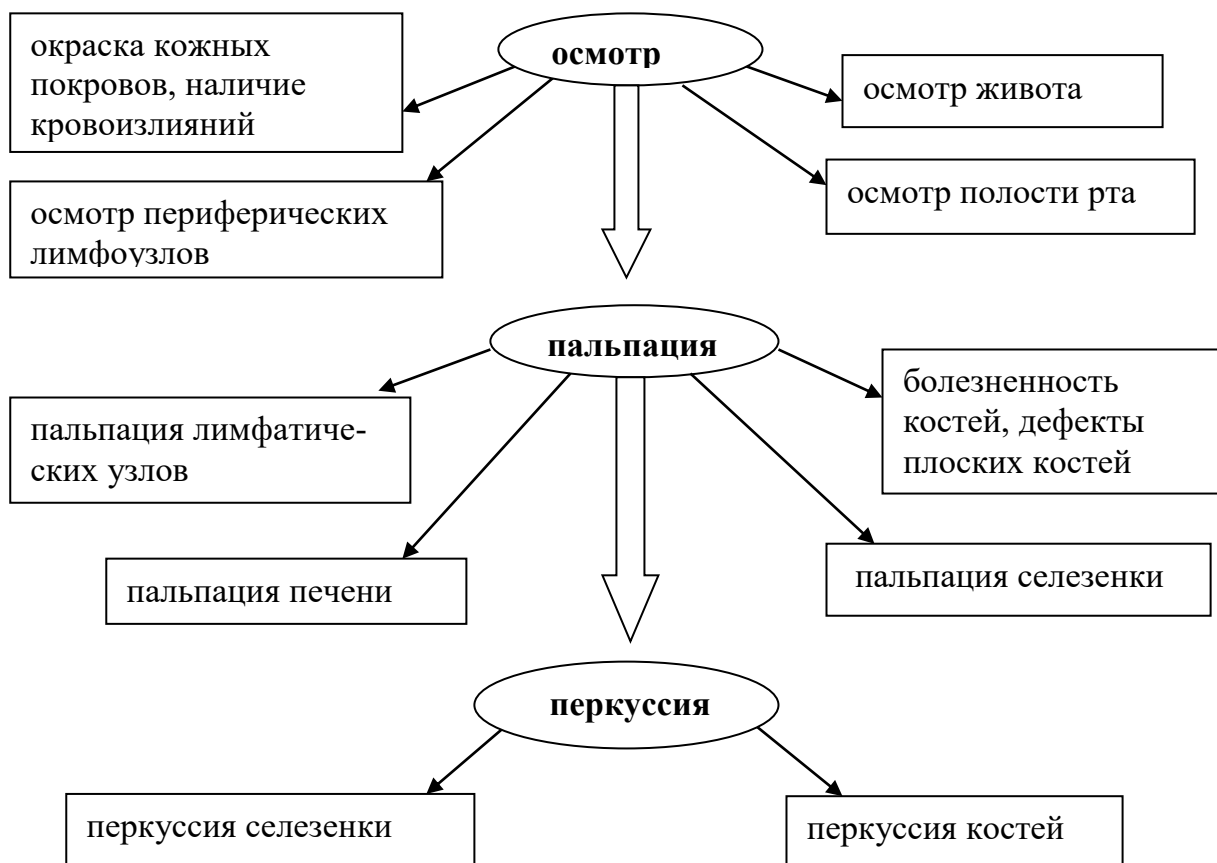 осмотр
окраска кожных
покровов, наличие
кровоизлияний
осмотр живота
осмотр периферических
лимфоузлов
осмотр полости рта
пальпация
пальпация лимфатиче-
ских узлов
болезненность
костей, дефекты
плоских костей
пальпация печени
пальпация селезенки
перкуссия
перкуссия селезенки
перкуссия костей